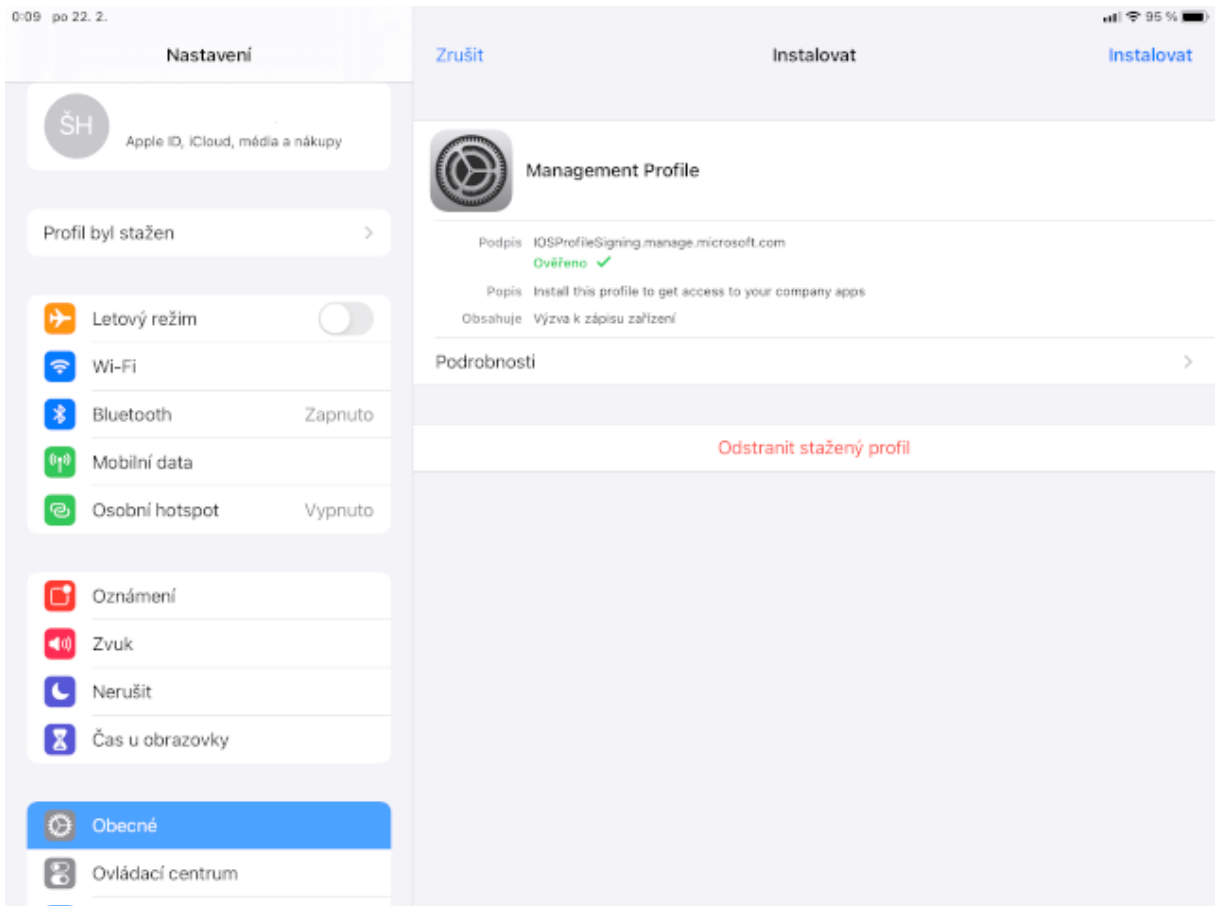 0:09 po 22. 2.
95 %
Nastavení
ŠH
Apple ID, iCloud, média a nákupy
Profil byl stažen
Letový režim
Wi-Fi
Bluetooth Zapnuto
Mobilní data
Osobní hotspot Vypnuto
Oznámení
Zvuk
Nerušit
Čas u obrazovky
Obecné
Ovládací centrum
Zrušit Instalovat Instalovat
Management Profile
Podpis IOSProfileSigning.manage.microsoft.com
Ověřeno
Popis Install this profile to get access to your company apps
Obsahuje Výzva k zápisu zařízení
Podrobnosti
Odstranit stažený profil